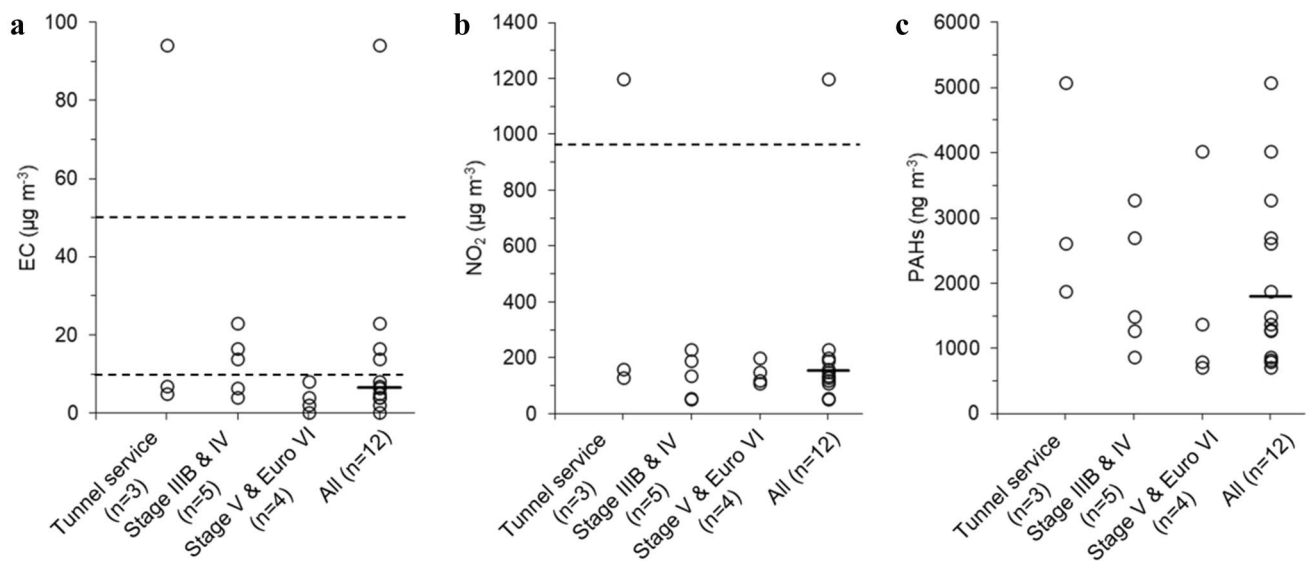 a
100
80
60
40
20
0
EC (µg m⁻³)
Tunnel service
(n=3)
Stage IIIB & IV
(n=5)
Stage V & Euro VI
(n=4)
All (n=12)
b
1400
1200
1000
800
600
400
200
0
NO₂ (µg m⁻³)
Tunnel service
(n=3)
Stage IIIB & IV
(n=5)
Stage V & Euro VI
(n=4)
All (n=12)
c
6000
5000
4000
3000
2000
1000
0
PAHs (ng m⁻³)
Tunnel service
(n=3)
Stage IIIB & IV
(n=5)
Stage V & Euro VI
(n=4)
All (n=12)